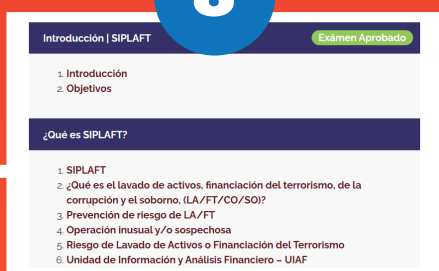 8
Introducción | SIPLAFT
Exámen Aprobado
1. Introducción
2. Objetivos
¿Qué es SIPLAFT?
1. SIPLAFT
2. ¿Qué es el lavado de activos, financiación del terrorismo, de la
corrupción y el soborno, (LA/FT/CO/SO)?
3. Prevención de riesgo de LA/FT
4. Operación inusual y/o sospechosa
5. Riesgo de Lavado de Activos o Financiación del Terrorismo
6. Unidad de Información y Análisis Financiero – UIAF